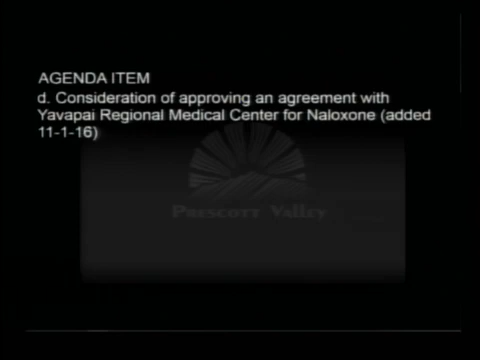 AGENDA ITEM
d. Consideration of approving an agreement with
Yavapai Regional Medical Center for Naloxone (added
11-1-16)
PRESCOTT VALLEY